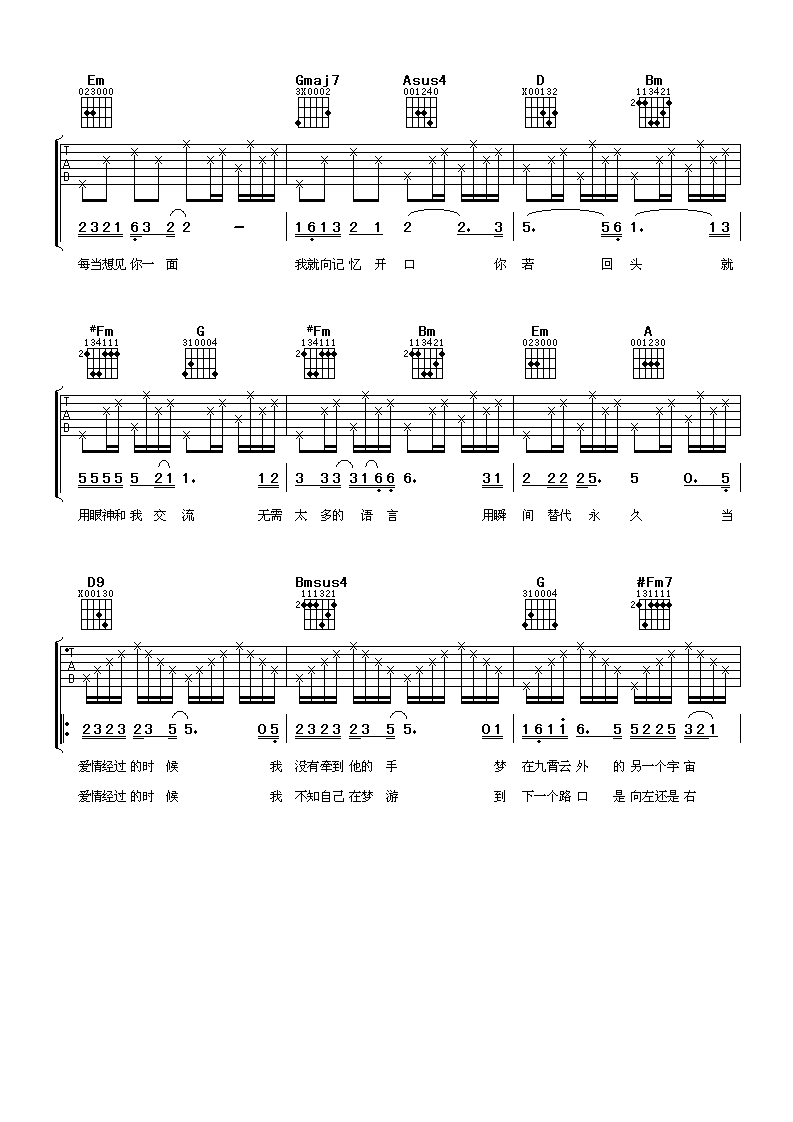 Em Gmaj7 Asus4 D Bm
023000 3X0002 001240 X00132 113421
2
T
A
B
2321 63 2 2 – 1613 2 1 2 2. 3 5. 56 1. 13
每当想见 你一 面 我就向记 忆 开 口 你 若 回 头 就
#Fm G #Fm Bm Em A
134111 310004 134111 113421 023000 001230
2 2 2
T
A
B
5555 5 21 1. 12 3 33 316 6 6. 31 2 22 25. 5 0. 5
用眼神和 我 交 流 无需 太 多的 语 言 用瞬 间 替代 永 久 当
D9 Bmsus4 G #Fm7
X00130 111321 310004 131111
2 2
T
A
B
2323 23 5 5. 05 2323 23 5 5. 01 1611 6. 5 5225 321
爱情经过 的时 候 我 没有牵到 他的 手 梦 在九霄云 外 的 另一个宇 宙
爱情经过 的时 候 我 不知自己 在梦 游 到 下一个路 口 是 向左还是 右